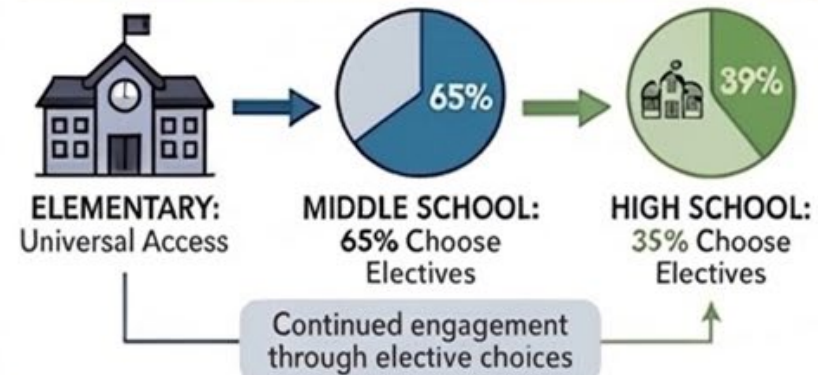 65%
39%
ELEMENTARY:
Universal Access
MIDDLE SCHOOL:
65% Choose
Electives
HIGH SCHOOL:
35% Choose
Electives
Continued engagement
through elective choices